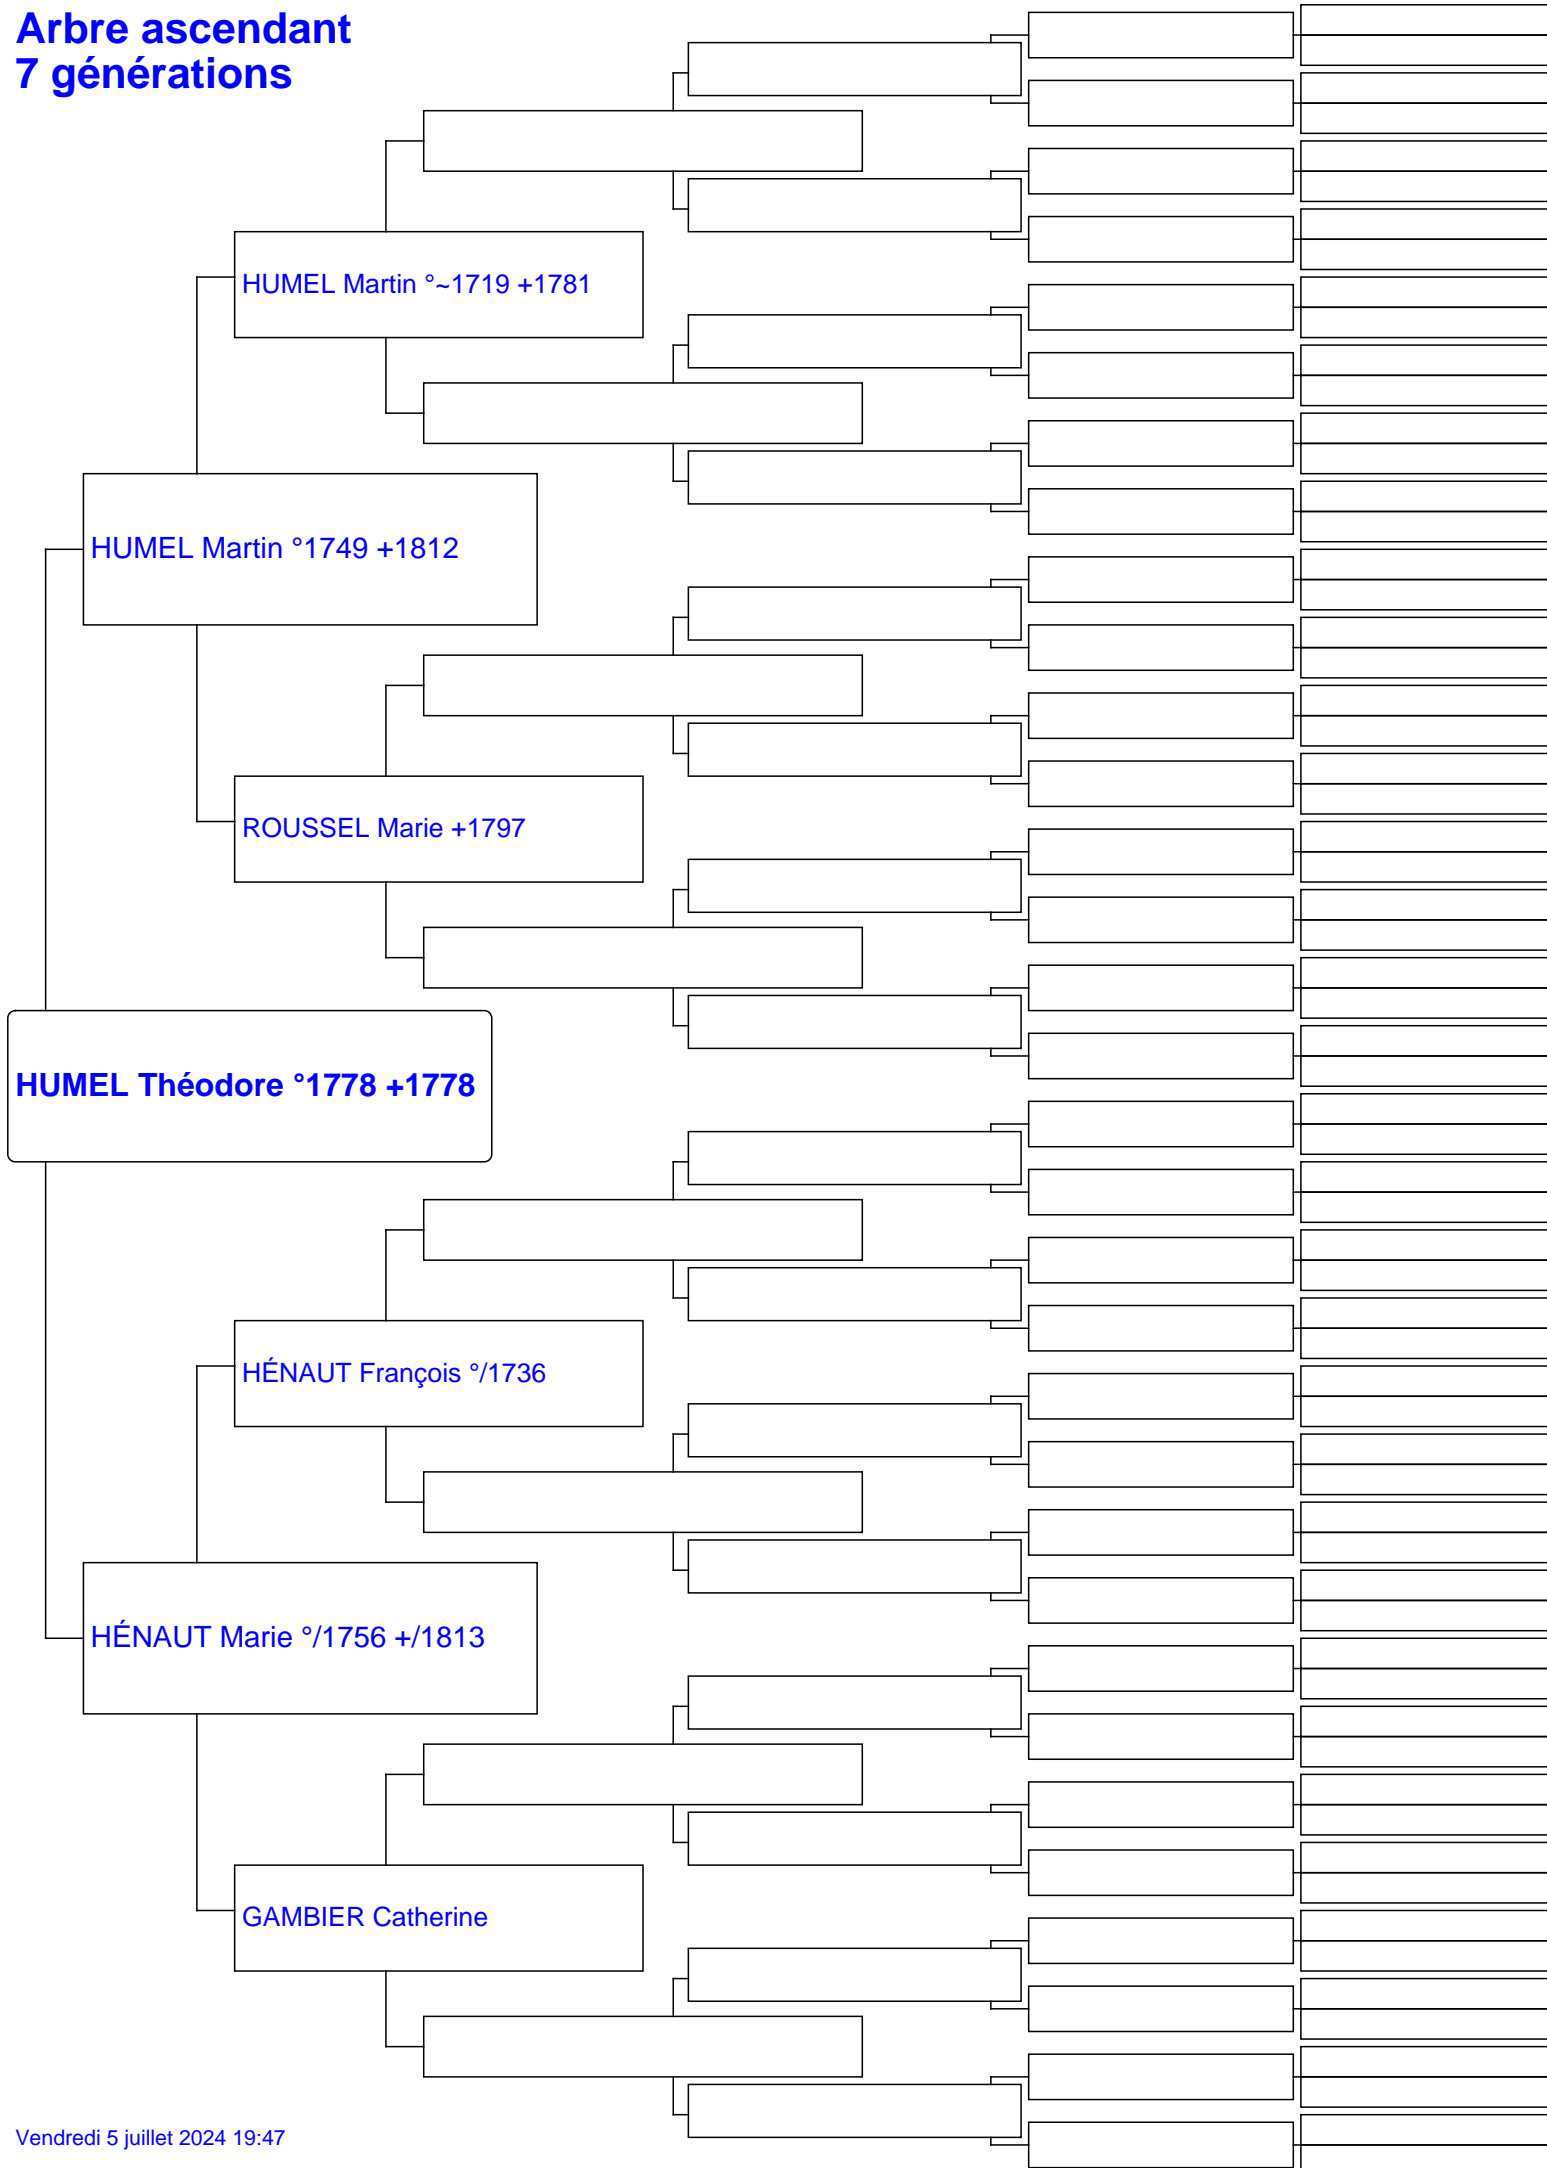 Arbre ascendant
7 générations
HUMEL Martin °~1719 +1781
HUMEL Martin °1749 +1812
ROUSSEL Marie +1797
HUMEL Théodore °1778 +1778
HÉNAUT François °/1736
HÉNAUT Marie °/1756 +/1813
GAMBIER Catherine
Vendredi 5 juillet 2024 19:47